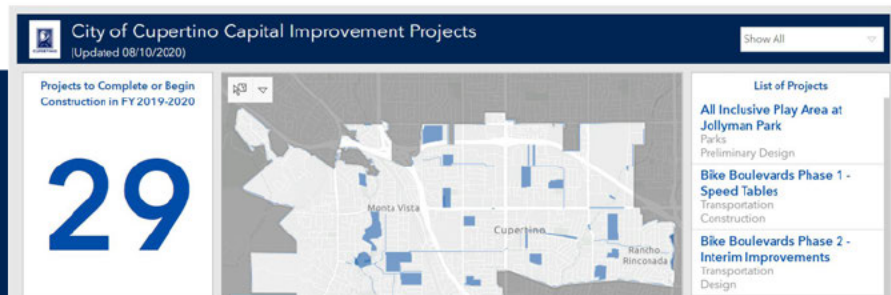 City of Cupertino Capital Improvement Projects
(Updated 08/10/2020)
CUPERTINO
Show All
Projects to Complete or Begin
Construction in FY 2019-2020
29
Monta Vista
Cupertino
Rancho
Rinconada
List of Projects
All Inclusive Play Area at
Jollyman Park
Parks
Preliminary Design
Bike Boulevards Phase 1 -
Speed Tables
Transportation
Construction
Bike Boulevards Phase 2 -
Interim Improvements
Transportation
Design